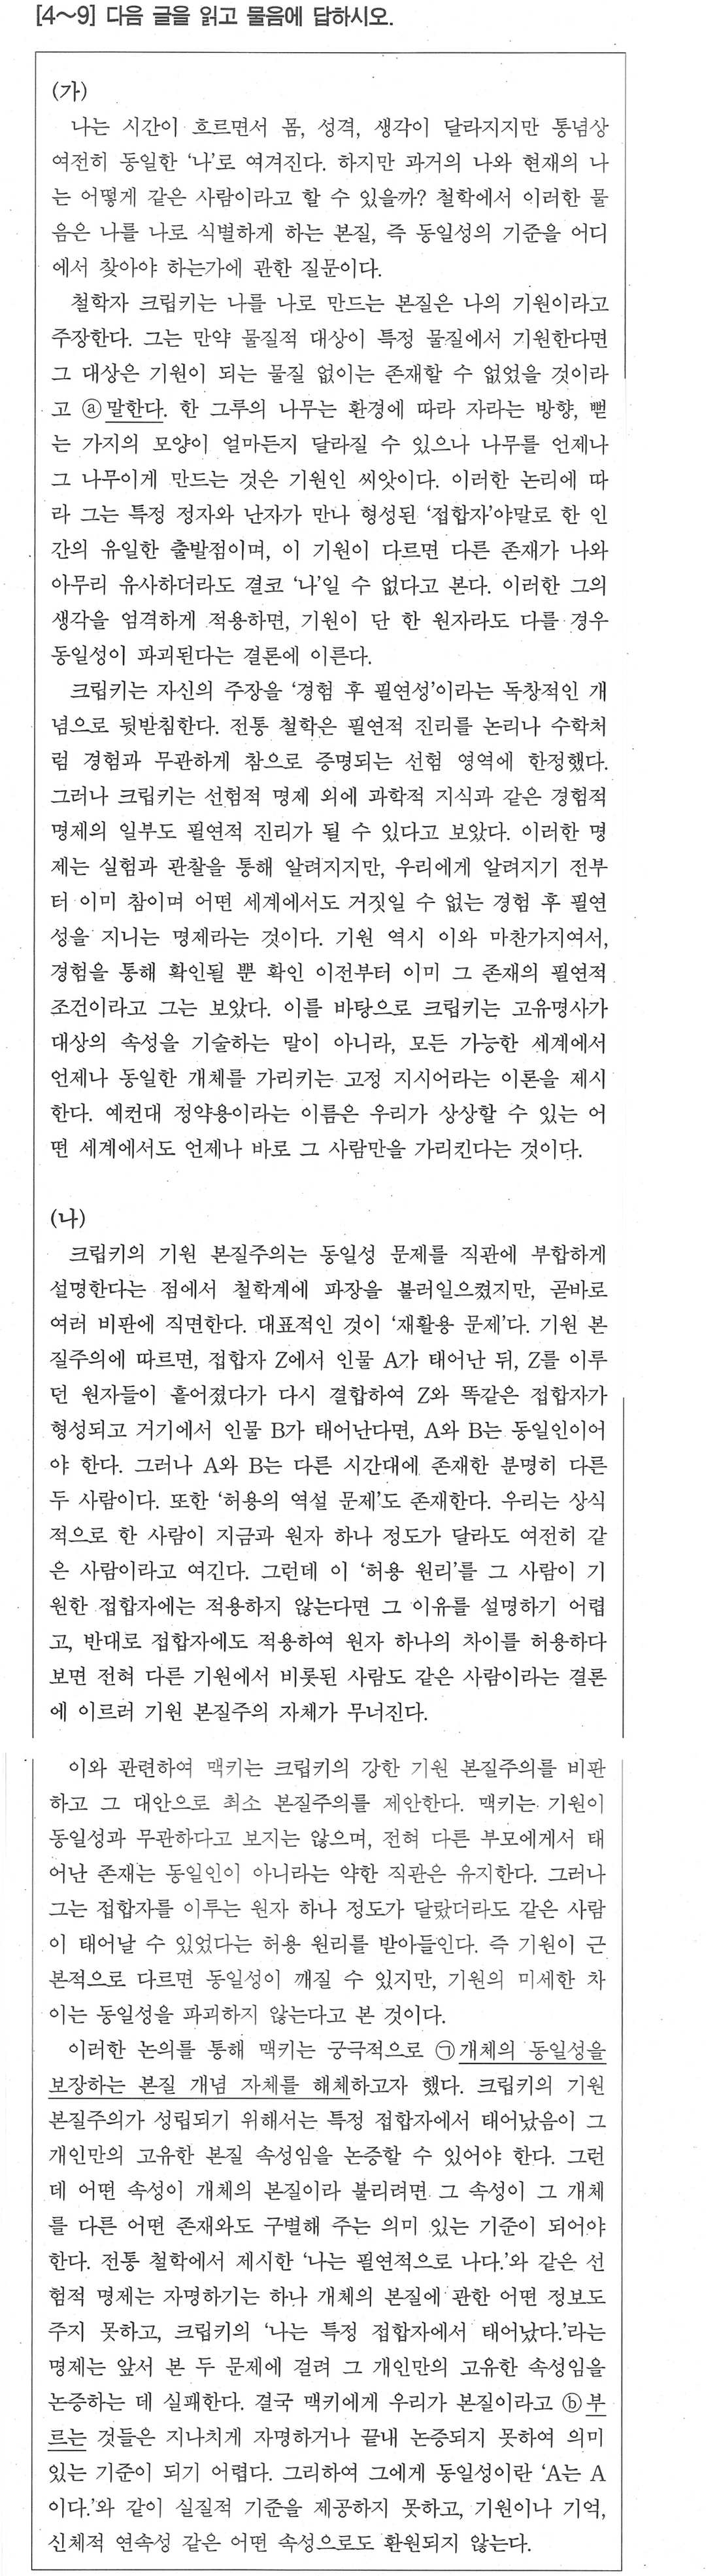 [4~9] 다음 글을 읽고 물음에 답하시오.
(가)
나는 시간이 흐르면서 몸, 성격, 생각이 달라지지만 통념상
여전히 동일한 ‘나’로 여겨진다. 하지만 과거의 나와 현재의 나
는 어떻게 같은 사람이라고 할 수 있을까? 철학에서 이러한 물
음은 나를 나로 식별하게 하는 본질, 즉 동일성의 기준을 어디
에서 찾아야 하는가에 관한 질문이다.
철학자 크립키는 나를 나로 만드는 본질은 나의 기원이라고
주장한다. 그는 만약 물질적 대상이 특정 물질에서 기원한다면
그 대상은 기원이 되는 물질 없이는 존재할 수 없었을 것이라
고 ⓐ말한다. 한 그루의 나무는 환경에 따라 자라는 방향, 뻗
는 가지의 모양이 얼마든지 달라질 수 있으나 나무를 언제나
그 나무이게 만드는 것은 기원인 씨앗이다. 이러한 논리에 따
라 그는 특정 정자와 난자가 만나 형성된 ‘접합자’야말로 한 인
간의 유일한 출발점이며, 이 기원이 다르면 다른 존재가 나와
아무리 유사하더라도 결코 ‘나’일 수 없다고 본다. 이러한 그의
생각을 엄격하게 적용하면, 기원이 단 한 원자라도 다를 경우
동일성이 파괴된다는 결론에 이른다.
크립키는 자신의 주장을 ‘경험 후 필연성’이라는 독창적인 개
념으로 뒷받침한다. 전통 철학은 필연적 진리를 논리나 수학처
럼 경험과 무관하게 참으로 증명되는 선험 영역에 한정했다.
그러나 크립키는 선험적 명제 외에 과학적 지식과 같은 경험적
명제의 일부도 필연적 진리가 될 수 있다고 보았다. 이러한 명
제는 실험과 관찰을 통해 알려지지만, 우리에게 알려지기 전부
터 이미 참이며 어떤 세계에서도 거짓일 수 없는 경험 후 필연
성을 지니는 명제라는 것이다. 기원 역시 이와 마찬가지여서,
경험을 통해 확인될 뿐 확인 이전부터 이미 그 존재의 필연적
조건이라고 그는 보았다. 이를 바탕으로 크립키는 고유명사가
대상의 속성을 기술하는 말이 아니라, 모든 가능한 세계에서
언제나 동일한 개체를 가리키는 고정 지시어라는 이론을 제시
한다. 예컨대 정약용이라는 이름은 우리가 상상할 수 있는 어
떤 세계에서도 언제나 바로 그 사람만을 가리킨다는 것이다.
(나)
크립키의 기원 본질주의는 동일성 문제를 직관에 부합하게
설명한다는 점에서 철학계에 파장을 불러일으켰지만, 곧바로
여러 비판에 직면한다. 대표적인 것이 ‘재활용 문제’다. 기원 본
질주의에 따르면, 접합자 Z에서 인물 A가 태어난 뒤, Z를 이루
던 원자들이 흩어졌다가 다시 결합하여 Z와 똑같은 접합자가
형성되고 거기에서 인물 B가 태어난다면, A와 B는 동일인이어
야 한다. 그러나 A와 B는 다른 시간대에 존재한 분명히 다른
두 사람이다. 또한 ‘허용의 역설 문제’도 존재한다. 우리는 상식
적으로 한 사람이 지금과 원자 하나 정도가 달라도 여전히 같
은 사람이라고 여긴다. 그런데 이 ‘허용 원리’를 그 사람이 기
원한 접합자에는 적용하지 않는다면 그 이유를 설명하기 어렵
고, 반대로 접합자에도 적용하여 원자 하나의 차이를 허용하다
보면 전혀 다른 기원에서 비롯된 사람도 같은 사람이라는 결론
에 이르러 기원 본질주의 자체가 무너진다.
이와 관련하여 맥키는 크립키의 강한 기원 본질주의를 비판
하고 그 대안으로 최소 본질주의를 제안한다. 맥키는 기원이
동일성과 무관하다고 보지는 않으며, 전혀 다른 부모에게서 태
어난 존재는 동일인이 아니라는 약한 직관은 유지한다. 그러나
그는 접합자를 이루는 원자 하나 정도가 달랐더라도 같은 사람
이 태어날 수 있었다는 허용 원리를 받아들인다. 즉 기원이 근
본적으로 다르면 동일성이 깨질 수 있지만, 기원의 미세한 차
이는 동일성을 파괴하지 않는다고 본 것이다.
이러한 논의를 통해 맥키는 궁극적으로 ㉠개체의 동일성을
보장하는 본질 개념 자체를 해체하고자 했다. 크립키의 기원
본질주의가 성립되기 위해서는 특정 접합자에서 태어났음이 그
개인만의 고유한 본질 속성임을 논증할 수 있어야 한다. 그런
데 어떤 속성이 개체의 본질이라 불리려면 그 속성이 그 개체
를 다른 어떤 존재와도 구별해 주는 의미 있는 기준이 되어야
한다. 전통 철학에서 제시한 ‘나는 필연적으로 나다.’와 같은 선
험적 명제는 자명하기는 하나 개체의 본질에 관한 어떤 정보도
주지 못하고, 크립키의 ‘나는 특정 접합자에서 태어났다.’라는
명제는 앞서 본 두 문제에 걸려 그 개인만의 고유한 속성임을
논증하는 데 실패한다. 결국 맥키에게 우리가 본질이라고 ⓑ부
르는 것들은 지나치게 자명하거나 끝내 논증되지 못하여 의미
있는 기준이 되기 어렵다. 그리하여 그에게 동일성이란 ‘A는 A
이다.’와 같이 실질적 기준을 제공하지 못하고, 기원이나 기억,
신체적 연속성 같은 어떤 속성으로도 환원되지 않는다.